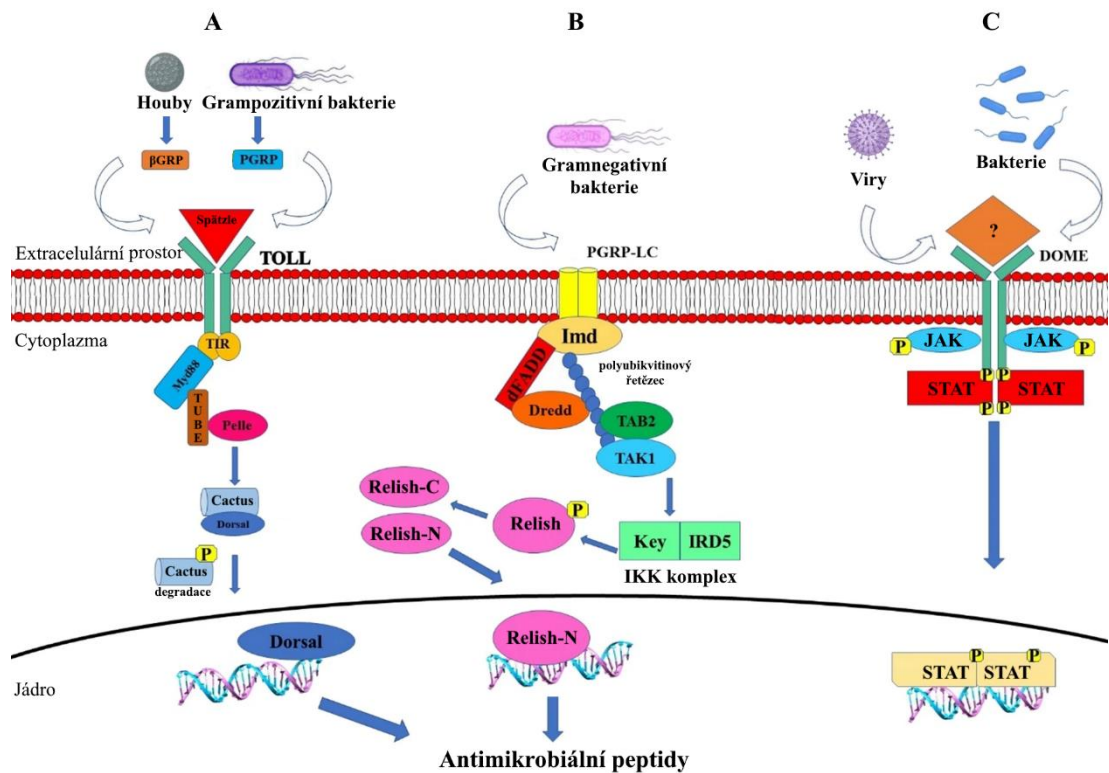 A
B
C
Houby
Grampozitivní bakterie
βGRP
PGRP
Spätzle
Extracelulární prostor
TOLL
Cytoplazma
TIR
Myd88
TUBE
Pelle
Cactus
Dorsal
P
Cactus
degradace
Dorsal
Jádro
Gramnegativní
bakterie
PGRP-LC
Imd
polyubikvitinový
řetězec
dFADD
Dredd
TAB2
TAK1
Relish-C
Relish-N
Relish
P
Key
IRD5
IKK komplex
Relish-N
Antimikrobiální peptidy
Viry
Bakterie
?
DOME
P
JAK
JAK
P
STAT
P
P
STAT
P
P
STAT
P
STAT
P